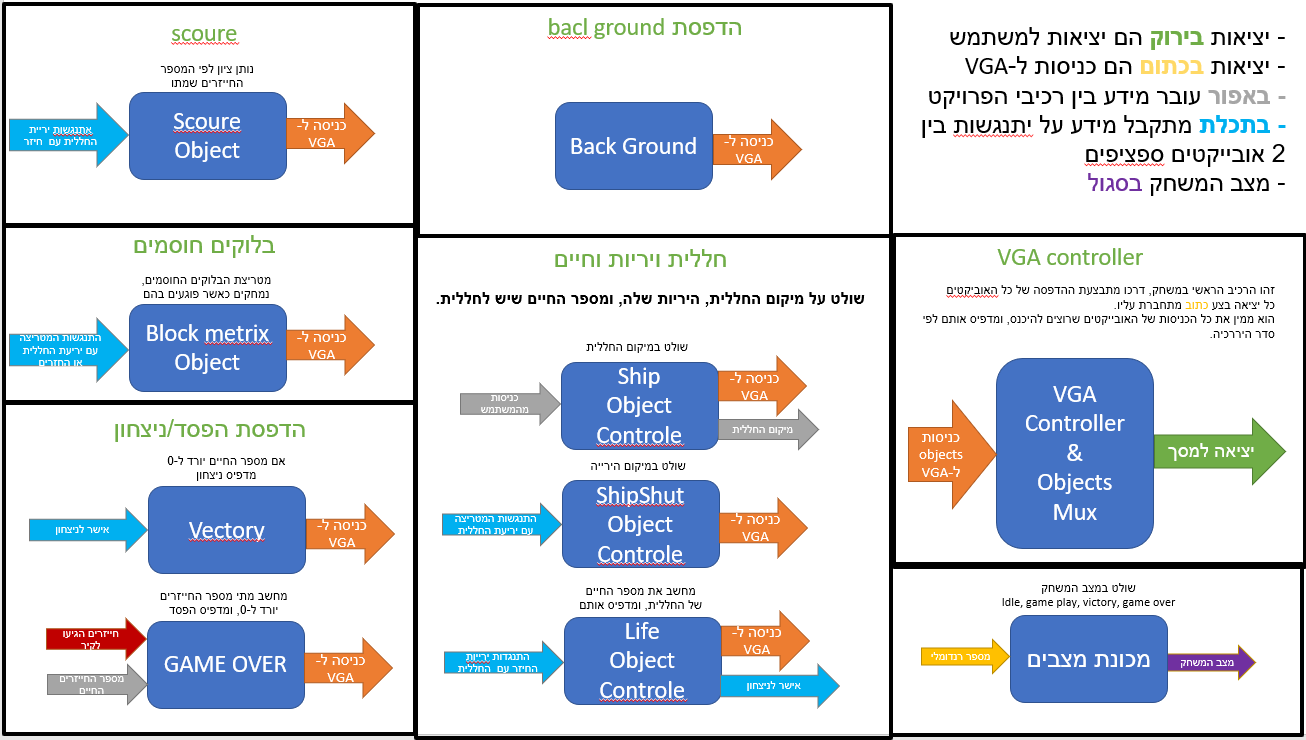 scoure
נותן ציון לפי המספר
החייזרים שמתו
אתנגשות יריית
החללית עם חיזר
Scoure
Object
כניסה ל-
VGA
הדפסת bacl ground
Back Ground
כניסה ל-
VGA
- יציאות בירוק הם יציאות למשתמש
- יציאות בכתום הם כניסות ל-VGA
- באפור עובר מידע בין רכיבי הפרויקט
- בתכלת מתקבל מידע על יתנגשות בין
2 אובייקטים ספציפים
- מצב המשחק בסגול
בלוקים חוסמים
מטריצת הבלוקים החוסמים,
נמחקים כאשר פוגעים בהם
התנגשות המטריצה
עם יריעת החללית
או החזרים
Block metrix
Object
כניסה ל-
VGA
חללית ויריות וחיים
שולט על מיקום החללית, היריות שלה, ומספר החיים שיש לחללית.
שולט במיקום החללית
כניסות
מהמשתמש
Ship
Object
Controle
כניסה ל-
VGA
מיקום החללית
שולט במיקום היריה
התנגשות המטריצה
עם יריעת החללית
ShipShut
Object
Controle
כניסה ל-
VGA
מחשב את מספר החיים
של החללית, ומדפיס אותם
התנגדות יריות
החיזר עם החללית
Life
Object
Controle
כניסה ל-
VGA
אישור לניצחון
VGA controller
זהו הרכיב הראשי במשחק, דרכו מתבצעת ההדפסה של כל האוביקטים
כל יציאה בצע כתוב מתחברת עליו.
הוא ממין את כל הכניסות של האובייקטים שרוצים להיכנס, ומדפיס אותם לפי
סדר היררכיה.
כניסות
objects
ל-VGA
VGA
Controller
&
Objects
Mux
יציאה למסך
הדפסת הפסד/ניצחון
אם מספר החיים יורד ל-0
מדפיס ניצחון
אישר לניצחון
Vectory
כניסה ל-
VGA
מחשב מתי מספר החייזרים
יורד ל-0, ומדפיס הפסד
חייזרים הגיעו
לקיר
מספר החייזרים
החיים
GAME OVER
כניסה ל-
VGA
שולט במצב המשחק
Idle, game play, victory, game over
מספר רנדומלי
מכונת מצבים
מצב המשחק